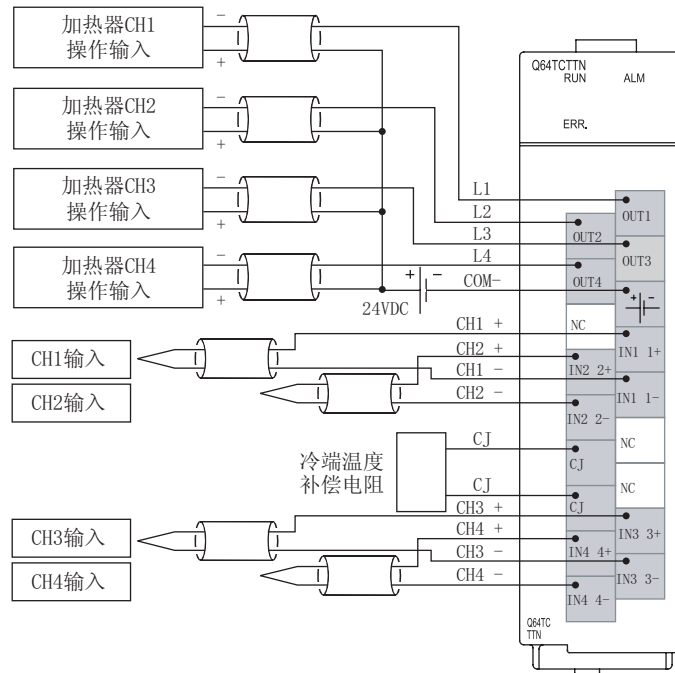 加热器CH1
操作输入
−
+
加热器CH2
操作输入
−
+
加热器CH3
操作输入
−
+
加热器CH4
操作输入
−
+
+ −
24VDC
L1
L2
L3
L4
COM−
CH1输入
CH2输入
CH1 +
CH2 +
CH1 −
CH2 −
冷端温度
补偿电阻
CJ
CJ
CH3输入
CH4输入
CH3 +
CH4 +
CH3 −
CH4 −
Q64TCTTN
RUN ALM
ERR.
OUT1
OUT2
OUT3
OUT4
+ −
NC
IN1 1+
IN2 2+
IN1 1−
IN2 2−
NC
CJ
NC
CJ
IN3 3+
IN4 4+
IN3 3−
IN4 4−
Q64TC
TTN